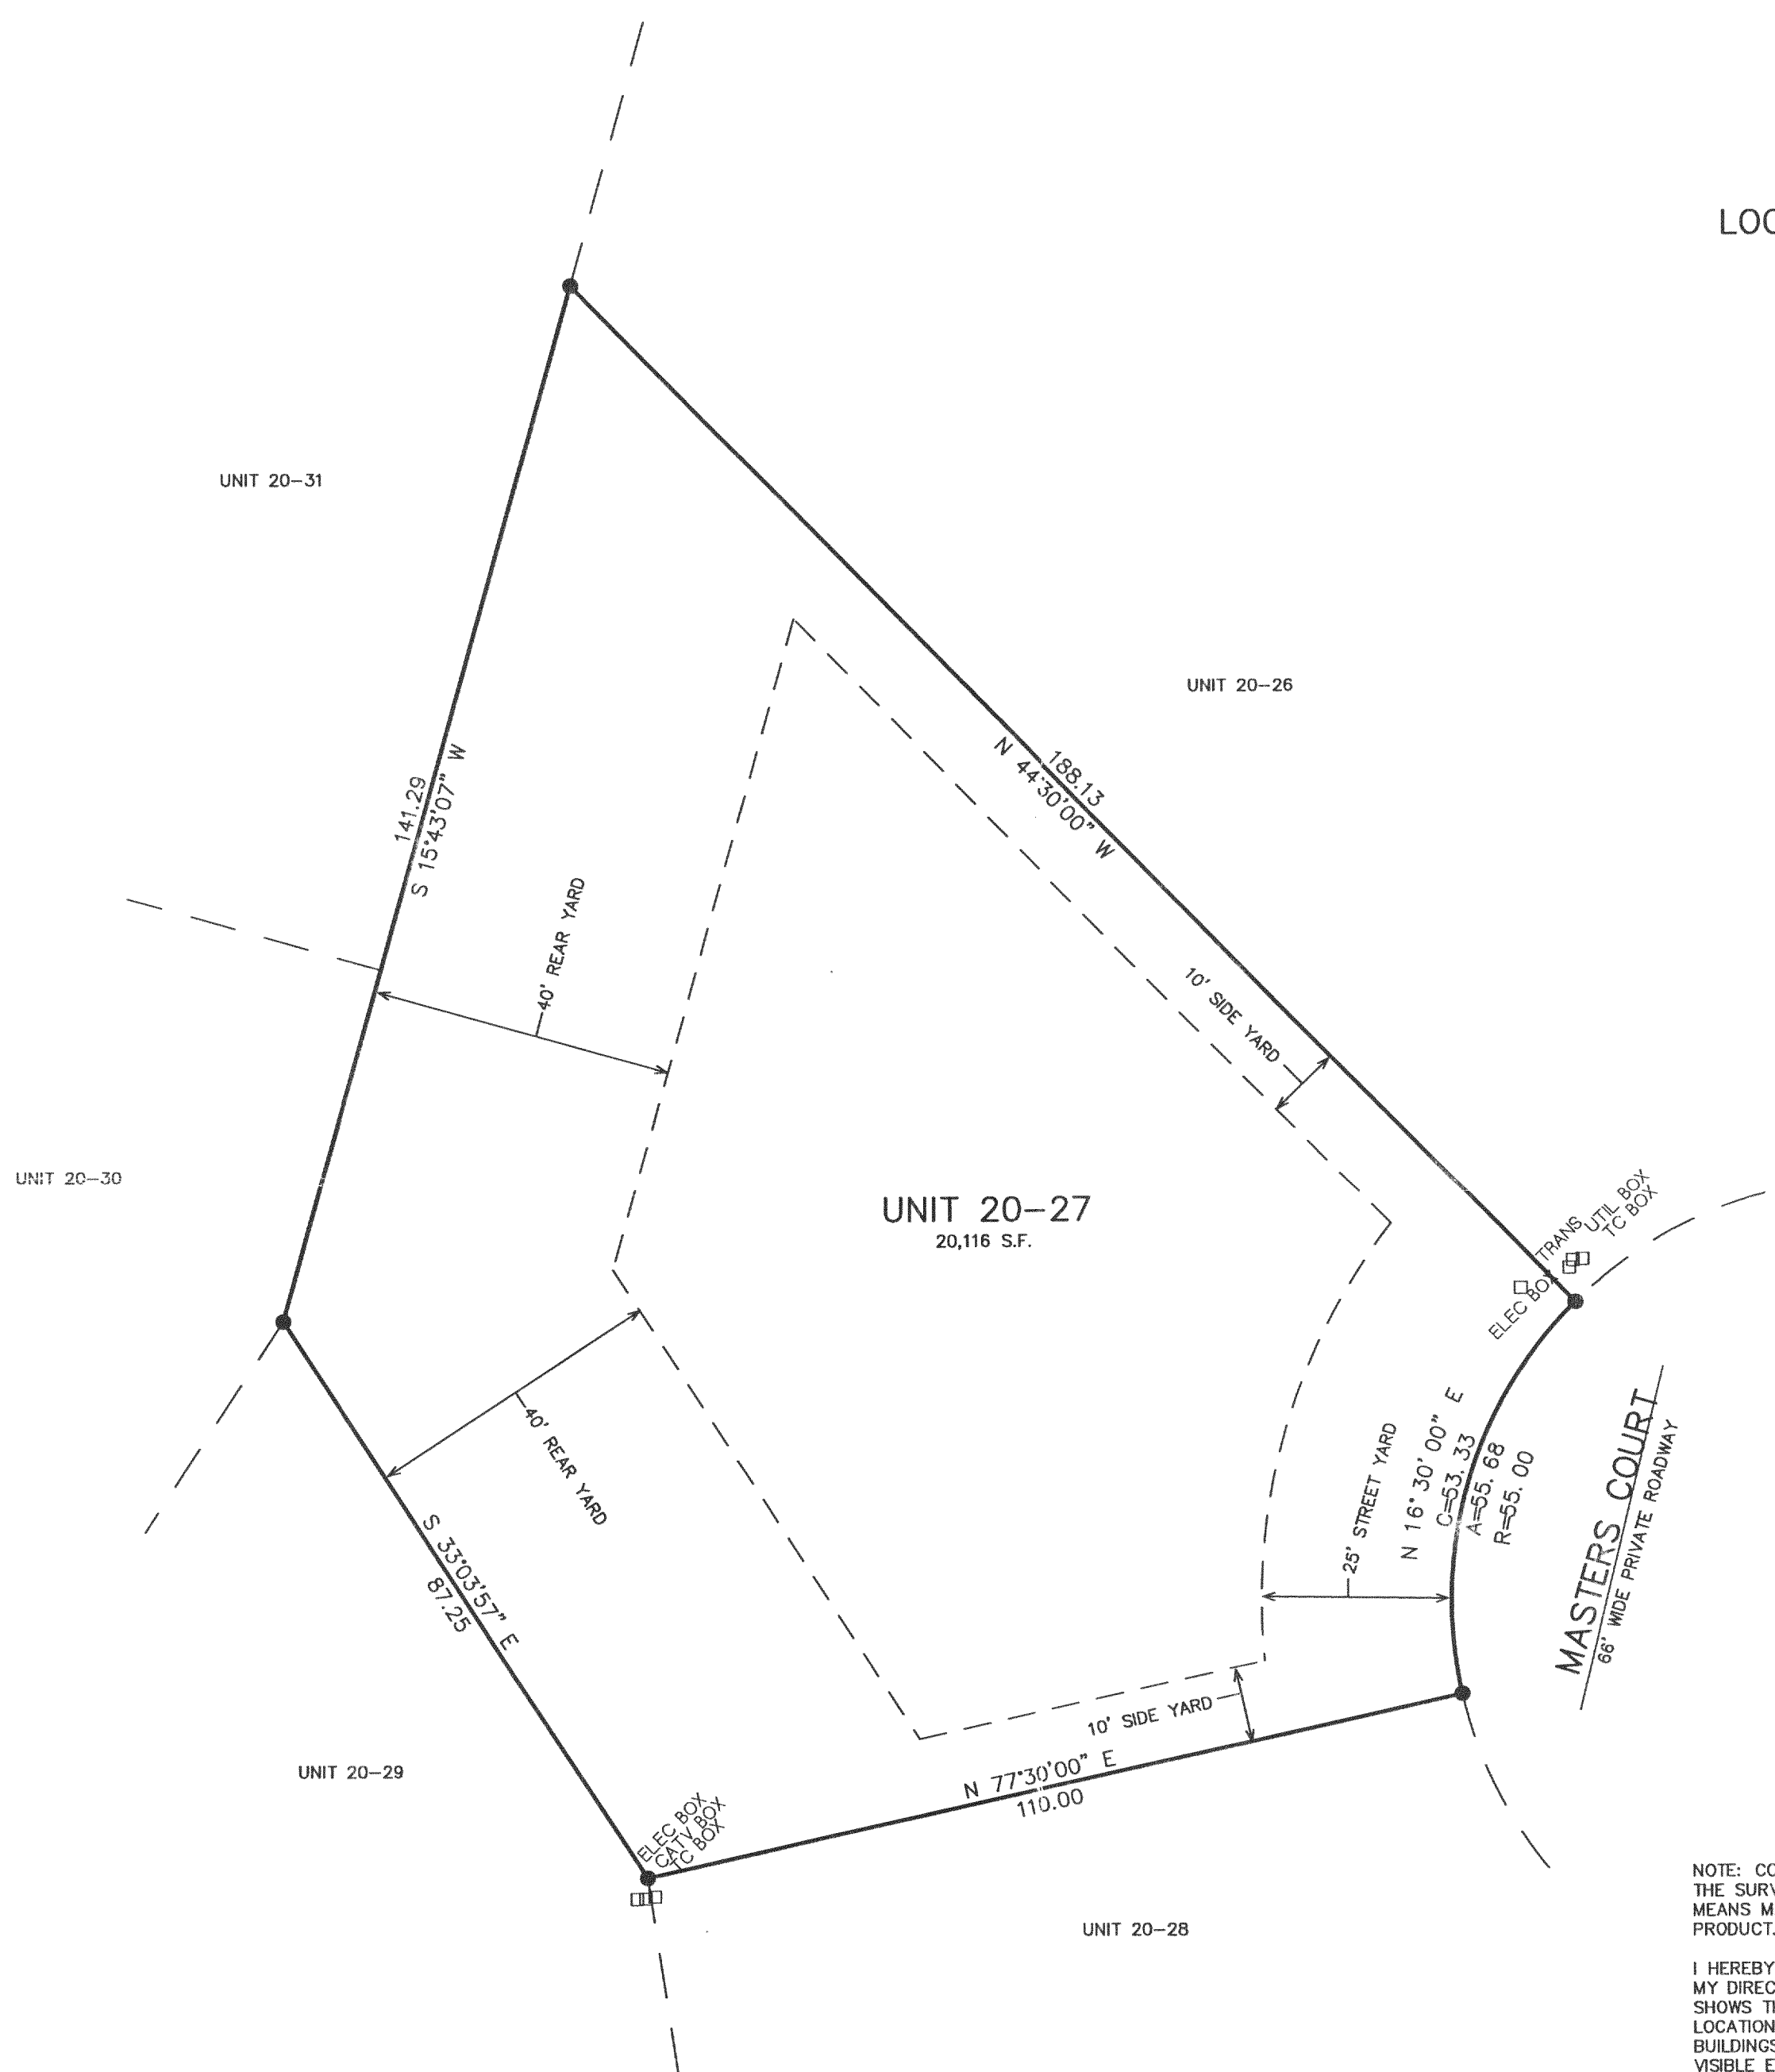 LOC
UNIT 20-31
UNIT 20-26
188.13
N 44°30'00" W
141.29
S 15°43'07" W
40' REAR YARD
10' SIDE YARD
UNIT 20-30
UNIT 20-27
20,116 S.F.
TRANS
UTIL BOX
TC BOX
ELEC BOX
40' REAR YARD
25' STREET YARD
N 16°30'00" E
C=53.33
A=55.68
R=55.00
MASTERS COURT
66' WIDE PRIVATE ROADWAY
S 33°03'57" E
87.25
10' SIDE YARD
N 77°30'00" E
110.00
UNIT 20-29
ELEC BOX
CATV BOX
TC BOX
UNIT 20-28
NOTE: CO
THE SURV
MEANS M
PRODUCT.
I HEREBY
MY DIREC
SHOWS TH
LOCATION
BUILDINGS
VISIBLE E